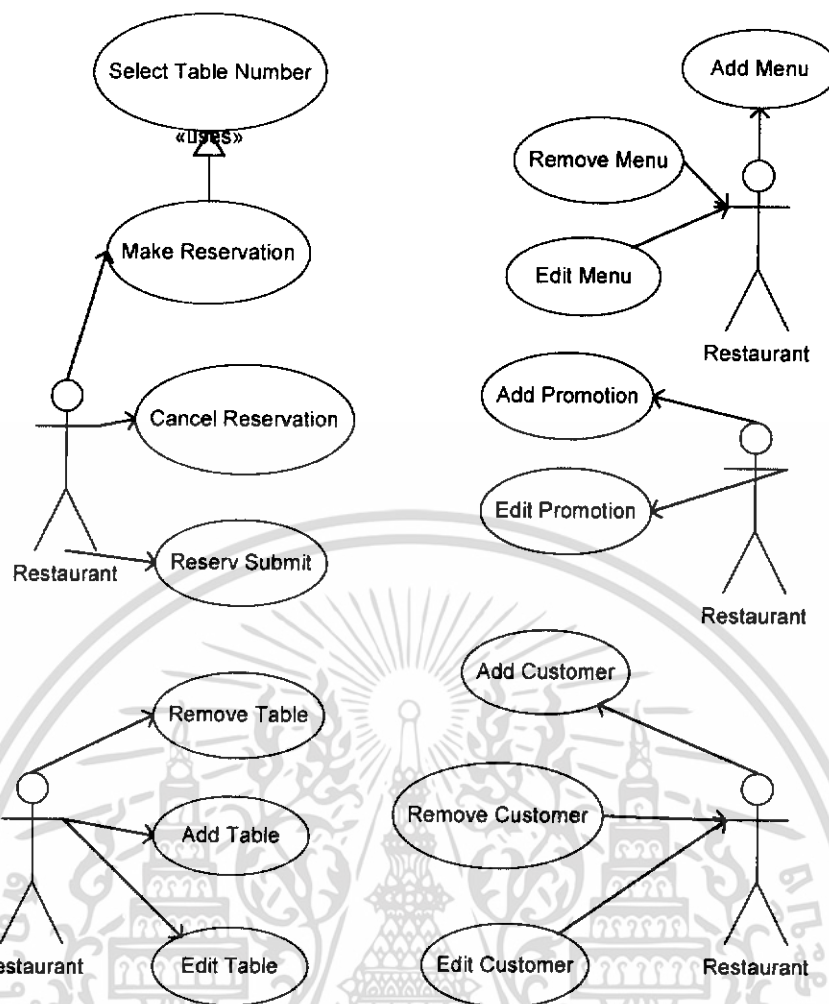 Select Table Number
«uses»
Make Reservation
Cancel Reservation
Reserv Submit
Restaurant
Add Menu
Remove Menu
Edit Menu
Restaurant
Add Promotion
Edit Promotion
Restaurant
Remove Table
Add Table
Edit Table
estaurant
Add Customer
Remove Customer
Edit Customer
Restaurant